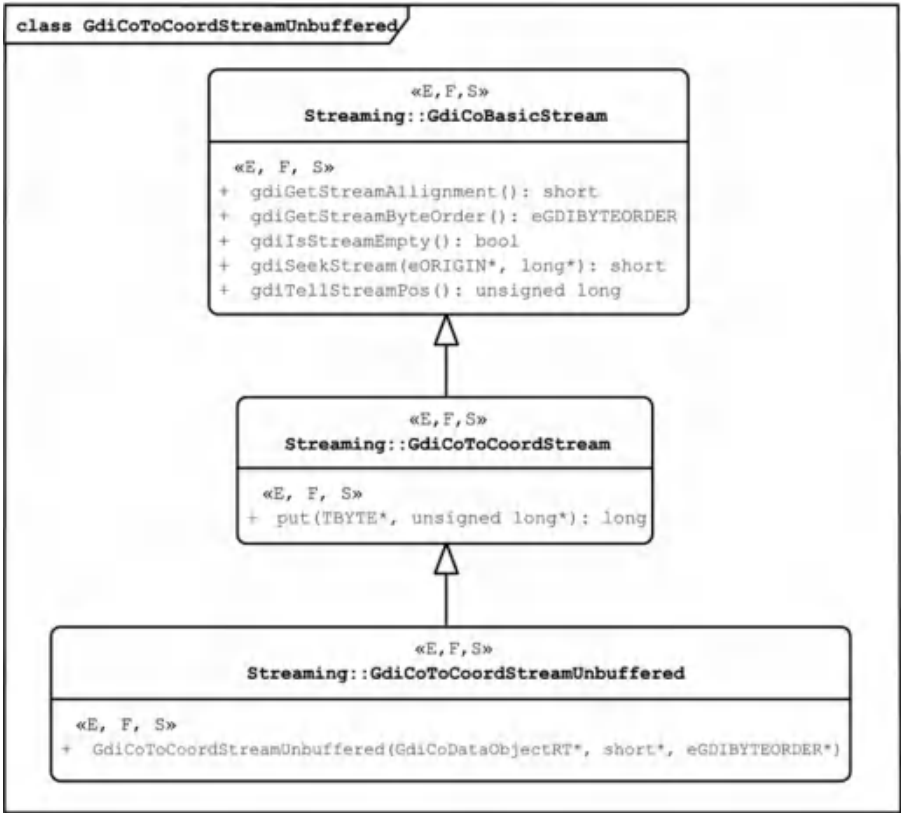 class GdiCoToCoordStreamUnbuffered
«E,F,S»
Streaming::GdiCoBasicStream
«E, F, S»
+ gdiGetStreamAllignment(): short
+ gdiGetStreamByteOrder(): eGDIBYTEORDER
+ gdiIsStreamEmpty(): bool
+ gdiSeekStream(eORIGIN*, long*): short
+ gdiTellStreamPos(): unsigned long
«E,F,S»
Streaming::GdiCoToCoordStream
«E, F, S»
+ put(TBYTE*, unsigned long*): long
«E,F,S»
Streaming::GdiCoToCoordStreamUnbuffered
«E, F, S»
+ GdiCoToCoordStreamUnbuffered(GdiCoDataObjectRT*, short*, eGDIBYTEORDER*)